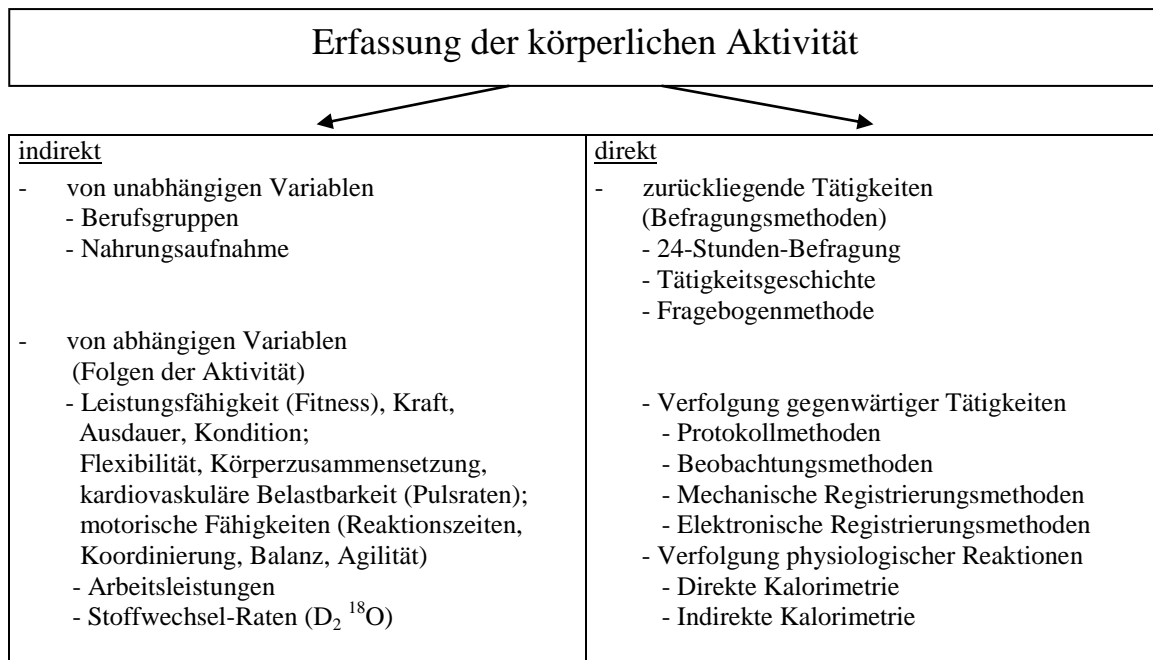 Erfassung der körperlichen Aktivität
indirekt
- von unabhängigen Variablen
- Berufsgruppen
- Nahrungsaufnahme
- von abhängigen Variablen
(Folgen der Aktivität)
- Leistungsfähigkeit (Fitness), Kraft,
Ausdauer, Kondition;
Flexibilität, Körperzusammensetzung,
kardiovaskuläre Belastbarkeit (Pulsraten);
motorische Fähigkeiten (Reaktionszeiten,
Koordinierung, Balanz, Agilität)
- Arbeitsleistungen
- Stoffwechsel-Raten (D₂ ¹⁸O)
direkt
- zurückliegende Tätigkeiten
(Befragungsmethoden)
- 24-Stunden-Befragung
- Tätigkeitsgeschichte
- Fragebogenmethode
- Verfolgung gegenwärtiger Tätigkeiten
- Protokollmethoden
- Beobachtungsmethoden
- Mechanische Registrierungsmethoden
- Elektronische Registrierungsmethoden
- Verfolgung physiologischer Reaktionen
- Direkte Kalorimetrie
- Indirekte Kalorimetrie